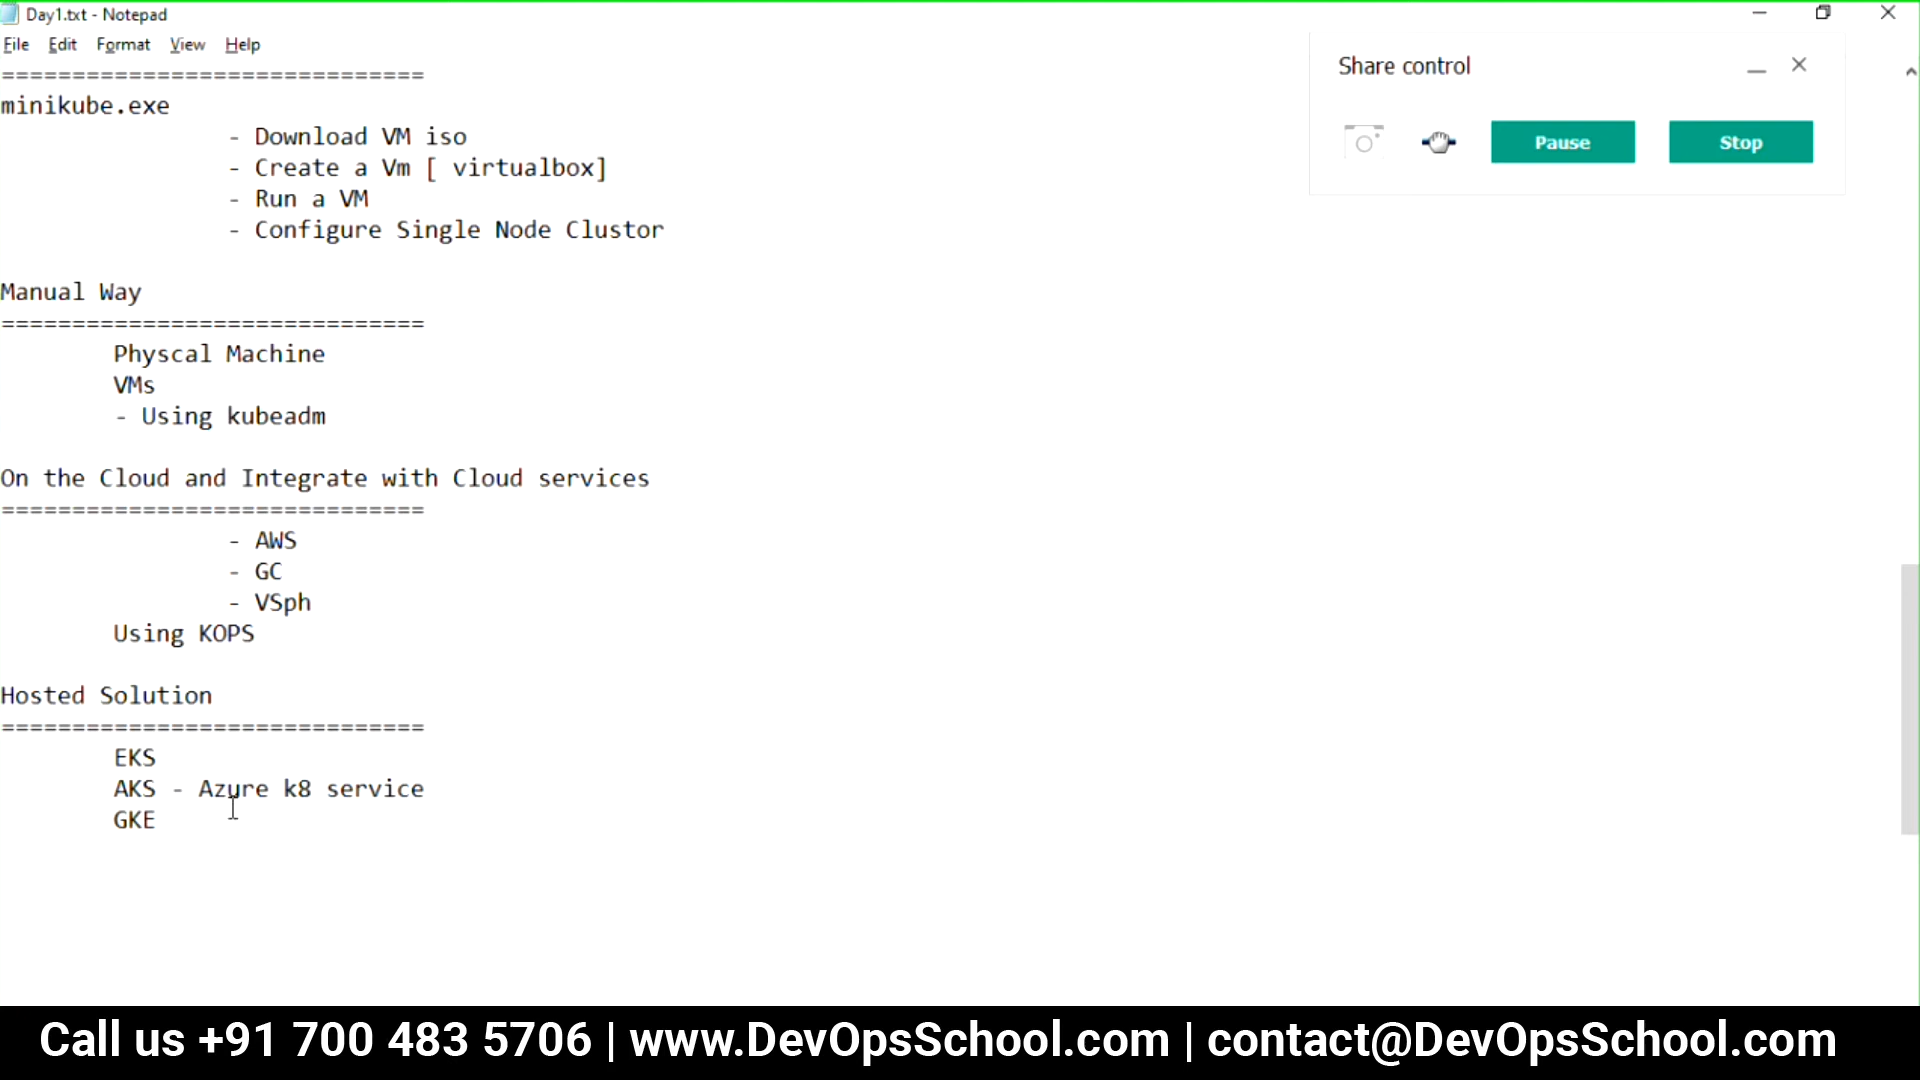 Day1.txt - Notepad
File Edit Format View Help
==============================
minikube.exe
- Download VM iso
- Create a Vm [ virtualbox]
- Run a VM
- Configure Single Node Clustor
Manual Way
==============================
Physcal Machine
VMs
- Using kubeadm
On the Cloud and Integrate with Cloud services
==============================
- AWS
- GC
- VSph
Using KOPS
Hosted Solution
==============================
EKS
AKS - Azure k8 service
GKE
Share control
Pause Stop
Call us +91 700 483 5706 | www.DevOpsSchool.com | contact@DevOpsSchool.com